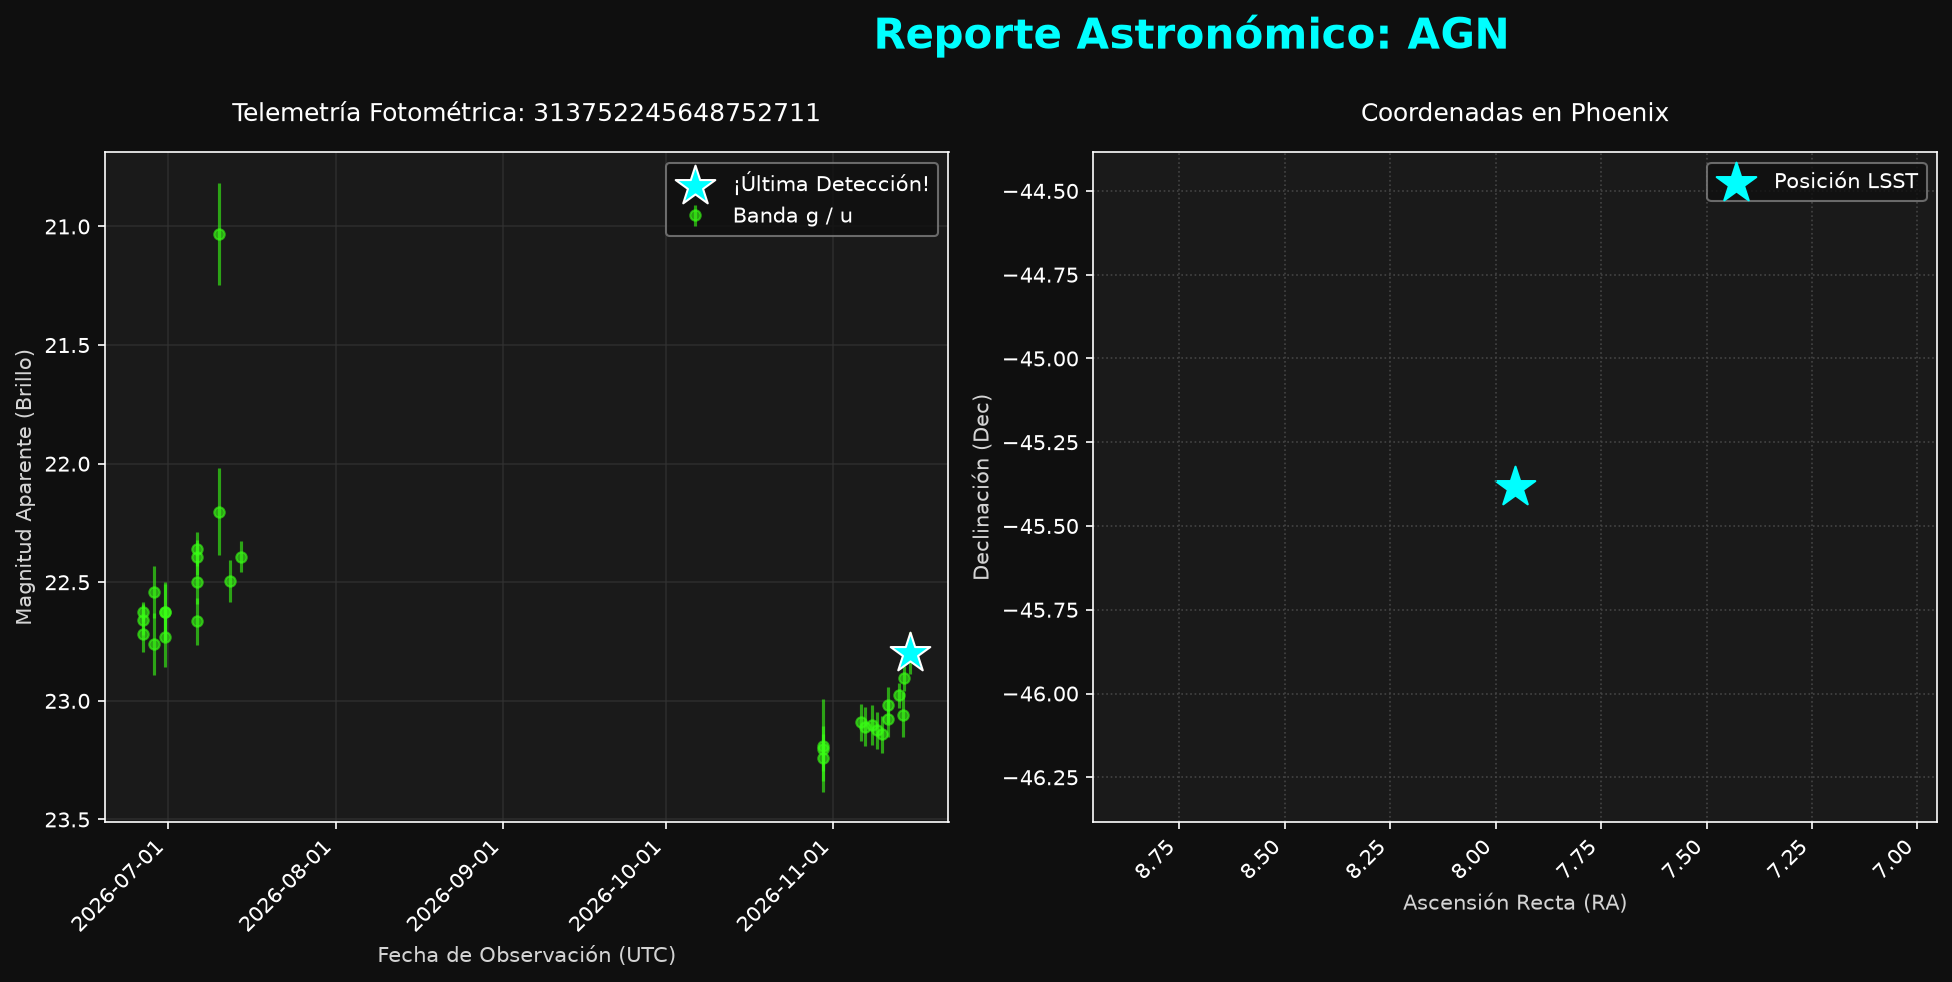 Reporte Astronómico: AGN
Telemetría Fotométrica: 313752245648752711
¡Última Detección!
Banda g / u
Magnitud Aparente (Brillo)
21.0
21.5
22.0
22.5
23.0
23.5
2026-07-01
2026-08-01
2026-09-01
2026-10-01
2026-11-01
Fecha de Observación (UTC)
Coordenadas en Phoenix
Posición LSST
Declinación (Dec)
−44.50
−44.75
−45.00
−45.25
−45.50
−45.75
−46.00
−46.25
8.75
8.50
8.25
8.00
7.75
7.50
7.25
7.00
Ascensión Recta (RA)